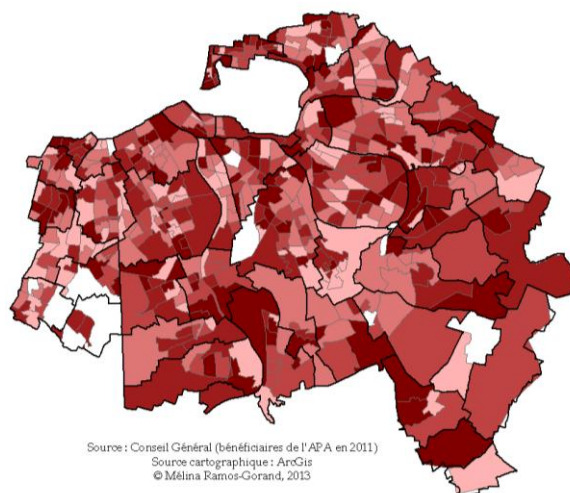 Source : Conseil Général (bénéficiaires de l'APA en 2011)
Source cartographique : ArcGis
© Mélina Ramos-Gorand, 2013